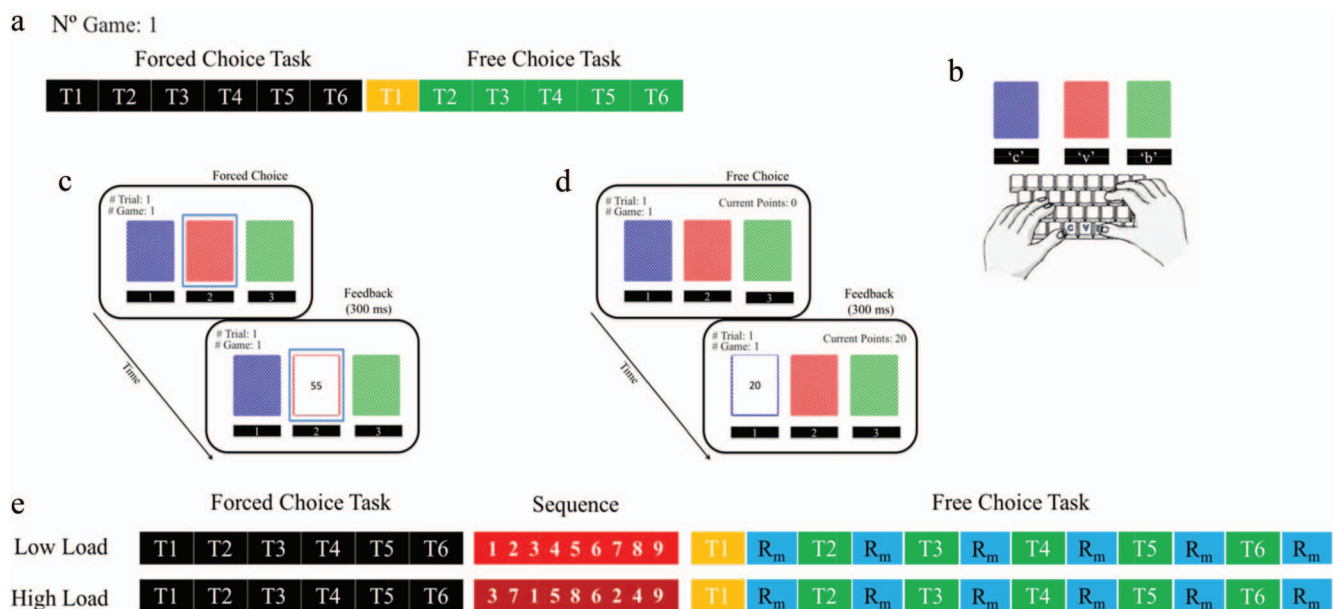 a
Nº Game: 1
Forced Choice Task
Free Choice Task
T1 T2 T3 T4 T5 T6 T1 T2 T3 T4 T5 T6
b
'c' 'v' 'b'
C V
c
Forced Choice
# Trial: 1
# Game: 1
1 2 3
Feedback
(300 ms)
# Trial: 1
# Game: 1
55
1 2 3
Time
d
Free Choice
# Trial: 1
# Game: 1
Current Points: 0
1 2 3
Feedback
(300 ms)
# Trial: 1
# Game: 1
Current Points: 20
20
1 2 3
Time
e
Forced Choice Task
Sequence
Free Choice Task
Low Load T1 T2 T3 T4 T5 T6 1 2 3 4 5 6 7 8 9 T1 Rm T2 Rm T3 Rm T4 Rm T5 Rm T6 Rm
High Load T1 T2 T3 T4 T5 T6 3 7 1 5 8 6 2 4 9 T1 Rm T2 Rm T3 Rm T4 Rm T5 Rm T6 Rm